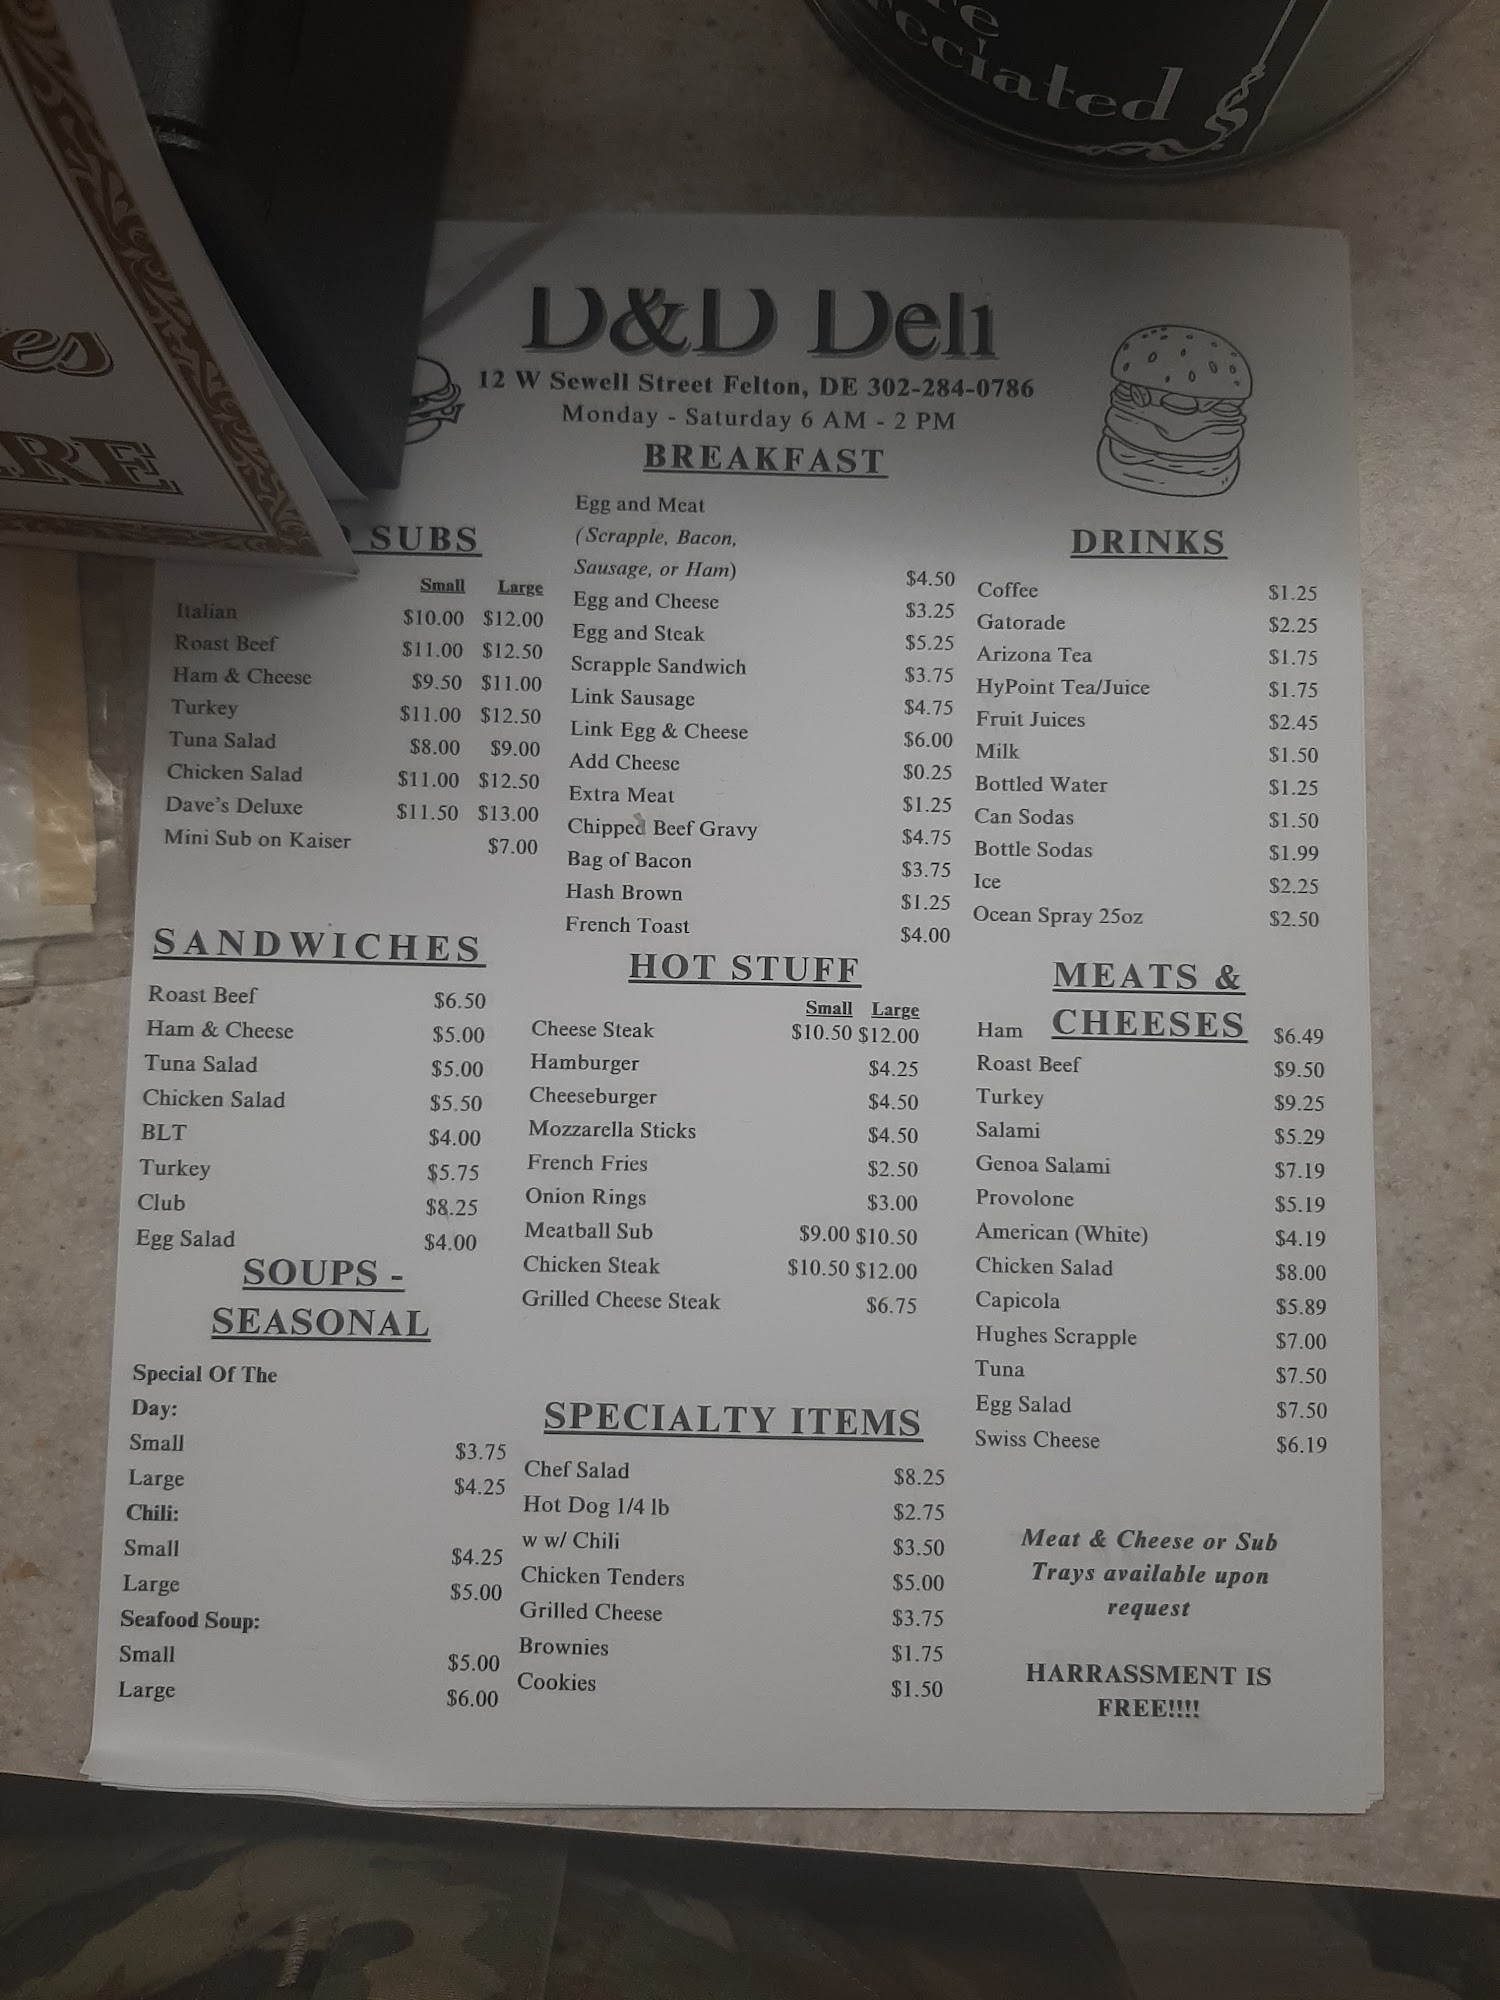 es
RE
re
eciated
D&D Deli
12 W Sewell Street Felton, DE 302-284-0786
Monday - Saturday 6 AM - 2 PM
SUBS
Small Large
Italian $10.00 $12.00
Roast Beef $11.00 $12.50
Ham & Cheese $9.50 $11.00
Turkey $11.00 $12.50
Tuna Salad $8.00 $9.00
Chicken Salad $11.00 $12.50
Dave's Deluxe $11.50 $13.00
Mini Sub on Kaiser $7.00
BREAKFAST
Egg and Meat
(Scrapple, Bacon,
Sausage, or Ham) $4.50
Egg and Cheese $3.25
Egg and Steak $5.25
Scrapple Sandwich $3.75
Link Sausage $4.75
Link Egg & Cheese $6.00
Add Cheese $0.25
Extra Meat $1.25
Chipped Beef Gravy $4.75
Bag of Bacon $3.75
Hash Brown $1.25
French Toast $4.00
DRINKS
Coffee $1.25
Gatorade $2.25
Arizona Tea $1.75
HyPoint Tea/Juice $1.75
Fruit Juices $2.45
Milk $1.50
Bottled Water $1.25
Can Sodas $1.50
Bottle Sodas $1.99
Ice $2.25
Ocean Spray 25oz $2.50
SANDWICHES
Roast Beef $6.50
Ham & Cheese $5.00
Tuna Salad $5.00
Chicken Salad $5.50
BLT $4.00
Turkey $5.75
Club $8.25
Egg Salad $4.00
HOT STUFF
Small Large
Cheese Steak $10.50 $12.00
Hamburger $4.25
Cheeseburger $4.50
Mozzarella Sticks $4.50
French Fries $2.50
Onion Rings $3.00
Meatball Sub $9.00 $10.50
Chicken Steak $10.50 $12.00
Grilled Cheese Steak $6.75
MEATS &
CHEESES
Ham $6.49
Roast Beef $9.50
Turkey $9.25
Salami $5.29
Genoa Salami $7.19
Provolone $5.19
American (White) $4.19
Chicken Salad $8.00
Capicola $5.89
Hughes Scrapple $7.00
Tuna $7.50
Egg Salad $7.50
Swiss Cheese $6.19
SOUPS -
SEASONAL
Special Of The
Day:
Small $3.75
Large $4.25
Chili:
Small $4.25
Large $5.00
Seafood Soup:
Small $5.00
Large $6.00
SPECIALTY ITEMS
Chef Salad $8.25
Hot Dog 1/4 lb $2.75
w w/ Chili $3.50
Chicken Tenders $5.00
Grilled Cheese $3.75
Brownies $1.75
Cookies $1.50
Meat & Cheese or Sub
Trays available upon
request
HARRASSMENT IS
FREE!!!!